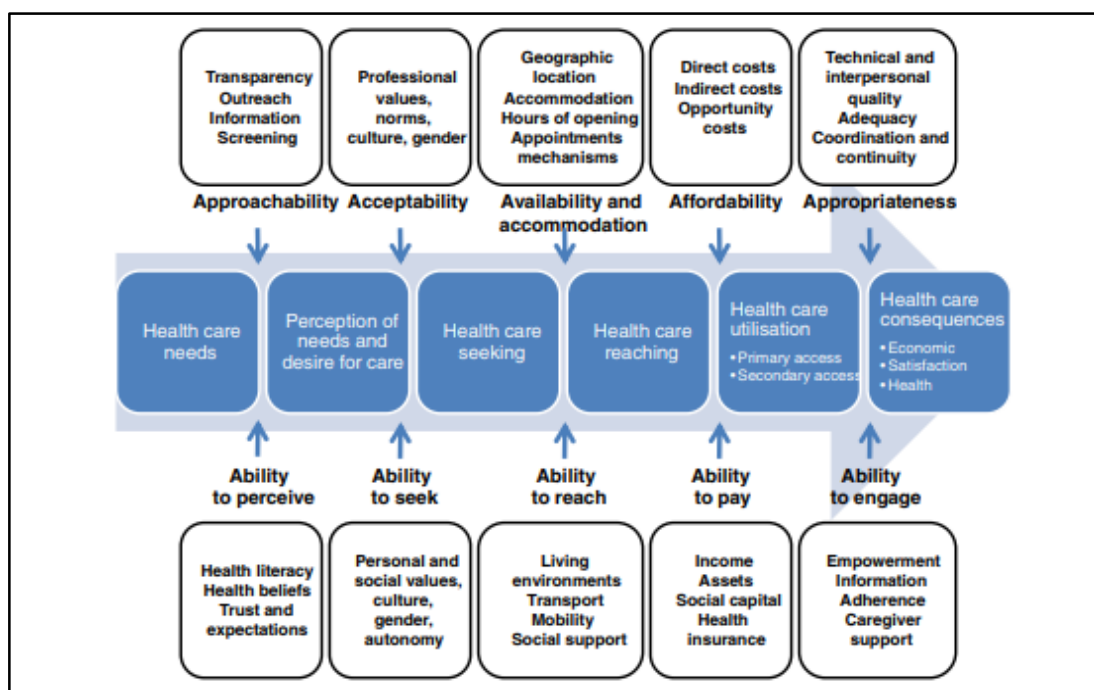 Transparency
Outreach
Information
Screening
Professional
values,
norms,
culture, gender
Geographic
location
Accommodation
Hours of opening
Appointments
mechanisms
Direct costs
Indirect costs
Opportunity
costs
Technical and
interpersonal
quality
Adequacy
Coordination and
continuity
Approachability
Acceptability
Availability and
accommodation
Affordability
Appropriateness
Health care
needs
Perception of
needs and
desire for care
Health care
seeking
Health care
reaching
Health care
utilisation
• Primary access
• Secondary access
Health care
consequences
• Economic
• Satisfaction
• Health
Ability
to perceive
Ability
to seek
Ability
to reach
Ability
to pay
Ability
to engage
Health literacy
Health beliefs
Trust and
expectations
Personal and
social values,
culture,
gender,
autonomy
Living
environments
Transport
Mobility
Social support
Income
Assets
Social capital
Health
insurance
Empowerment
Information
Adherence
Caregiver
support